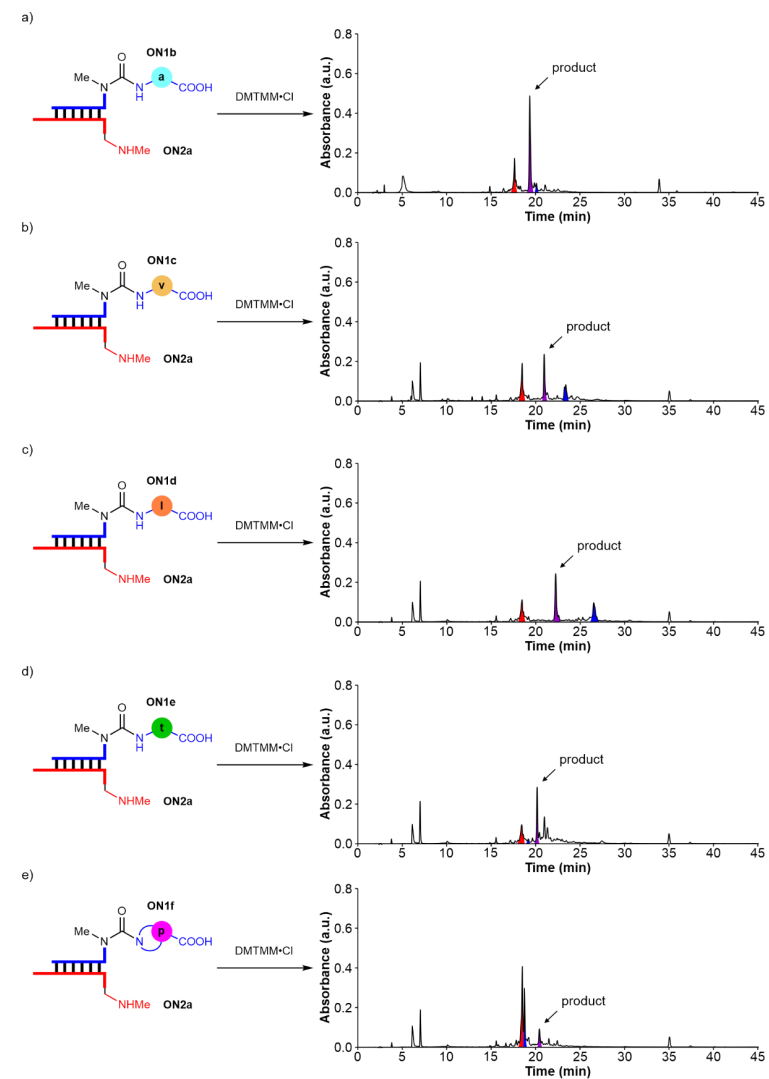 a)
ON1b
O
Me
N
N
H
a
COOH
NHMe
ON2a
DMTMM•Cl
product
Absorbance (a.u.)
0.8
0.6
0.4
0.2
0.0
0 5 10 15 20 25 30 35 40 45
Time (min)
b)
ON1c
O
Me
N
N
H
v
COOH
NHMe
ON2a
DMTMM•Cl
product
Absorbance (a.u.)
0.8
0.6
0.4
0.2
0.0
0 5 10 15 20 25 30 35 40 45
Time (min)
c)
ON1d
O
Me
N
N
H
l
COOH
NHMe
ON2a
DMTMM•Cl
product
Absorbance (a.u.)
0.8
0.6
0.4
0.2
0.0
0 5 10 15 20 25 30 35 40 45
Time (min)
d)
ON1e
O
Me
N
N
H
t
COOH
NHMe
ON2a
DMTMM•Cl
product
Absorbance (a.u.)
0.8
0.6
0.4
0.2
0.0
0 5 10 15 20 25 30 35 40 45
Time (min)
e)
ON1f
O
Me
N
N
p
COOH
NHMe
ON2a
DMTMM•Cl
product
Absorbance (a.u.)
0.8
0.6
0.4
0.2
0.0
0 5 10 15 20 25 30 35 40 45
Time (min)